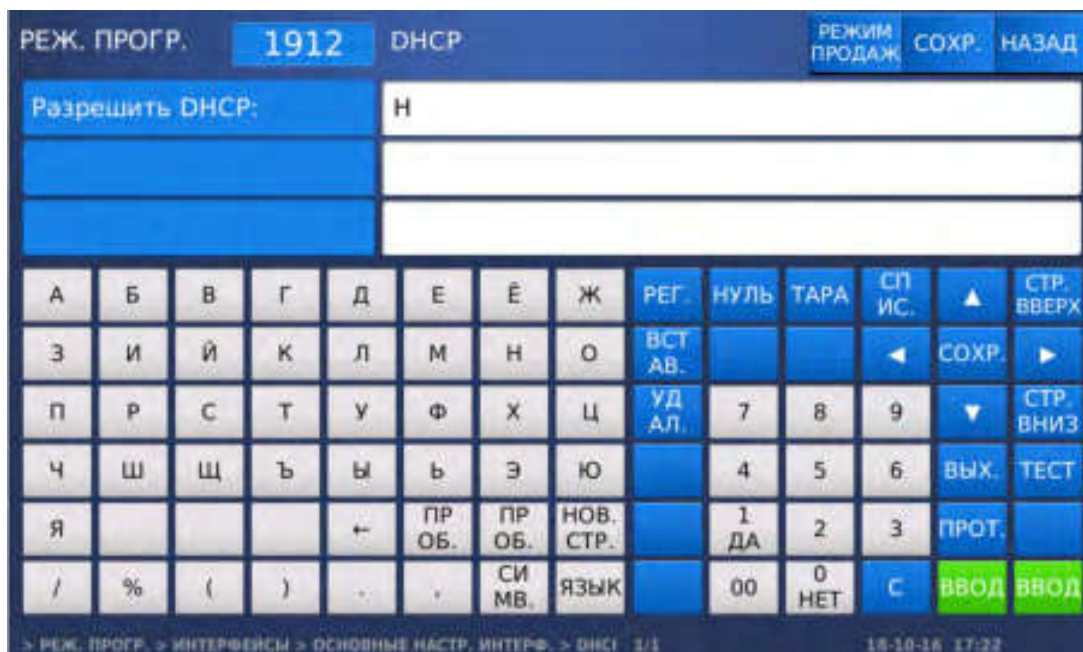 РЕЖ. ПРОГР. 1912 DHCP РЕЖИМ ПРОДАЖ СОХР. НАЗАД
Разрешить DHCP: Н
А Б В Г Д Е Ё Ж РЕГ. НУЛЬ ТАРА СП ИС. ▲ СТР. ВВЕРХ
З И Й К Л М Н О ВСТ АВ. ◄ СОХР. ►
П Р С Т У Ф Х Ц УД АЛ. 7 8 9 ▼ СТР. ВНИЗ
Ч Ш Щ Ъ Ы Ь Э Ю 4 5 6 ВЫХ. ТЕСТ
Я ← ПР ОБ. ПР ОБ. НОВ. СТР. 1 ДА 2 3 ПРОТ.
/ % ( ) . , СИ МВ. ЯЗЫК 00 0 НЕТ С ВВОД ВВОД
> РЕЖ. ПРОГР. > ИНТЕРФЕЙСЫ > ОСНОВНЫЕ НАСТР. ИНТЕРФ. > DHCI 1/1 18-10-16 17:22